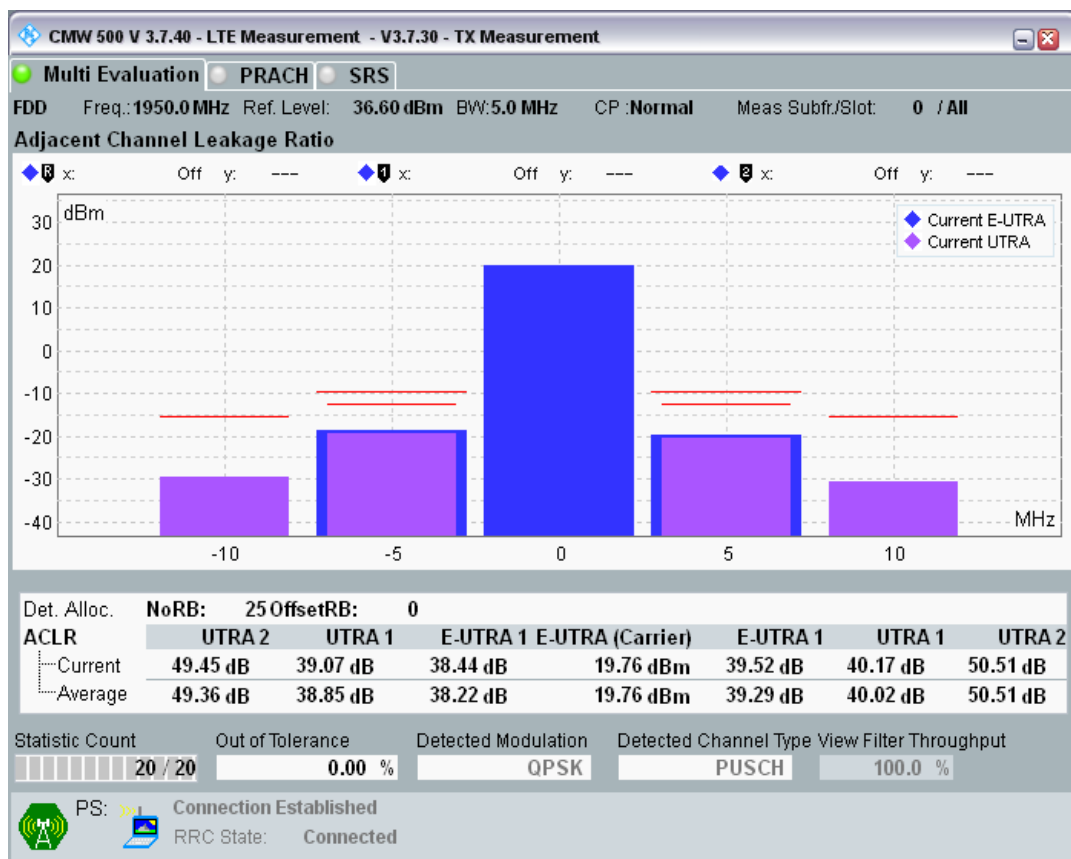 CMW 500 V 3.7.40 - LTE Measurement - V3.7.30 - TX Measurement
Multi Evaluation PRACH SRS
FDD Freq.:1950.0 MHz Ref. Level: 36.60 dBm BW:5.0 MHz CP :Normal Meas Subfr./Slot: 0 / All
Adjacent Channel Leakage Ratio
R x: Off y: --- 1 x: Off y: --- 2 x: Off y: ---
dBm
Current E-UTRA
Current UTRA
30
20
10
0
-10
-20
-30
-40
MHz
-10 -5 0 5 10
Det. Alloc. NoRB: 25 OffsetRB: 0
ACLR UTRA 2 UTRA 1 E-UTRA 1 E-UTRA (Carrier) E-UTRA 1 UTRA 1 UTRA 2
Current 49.45 dB 39.07 dB 38.44 dB 19.76 dBm 39.52 dB 40.17 dB 50.51 dB
Average 49.36 dB 38.85 dB 38.22 dB 19.76 dBm 39.29 dB 40.02 dB 50.51 dB
Statistic Count Out of Tolerance Detected Modulation Detected Channel Type View Filter Throughput
20 / 20 0.00 % QPSK PUSCH 100.0 %
PS: Connection Established
RRC State: Connected